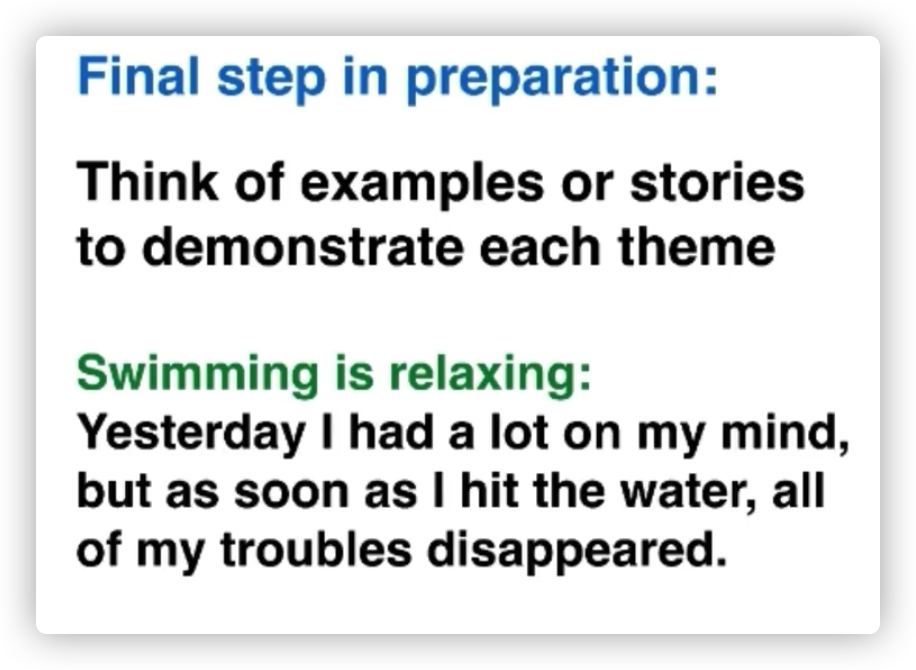 Final step in preparation:
Think of examples or stories
to demonstrate each theme
Swimming is relaxing:
Yesterday I had a lot on my mind,
but as soon as I hit the water, all
of my troubles disappeared.